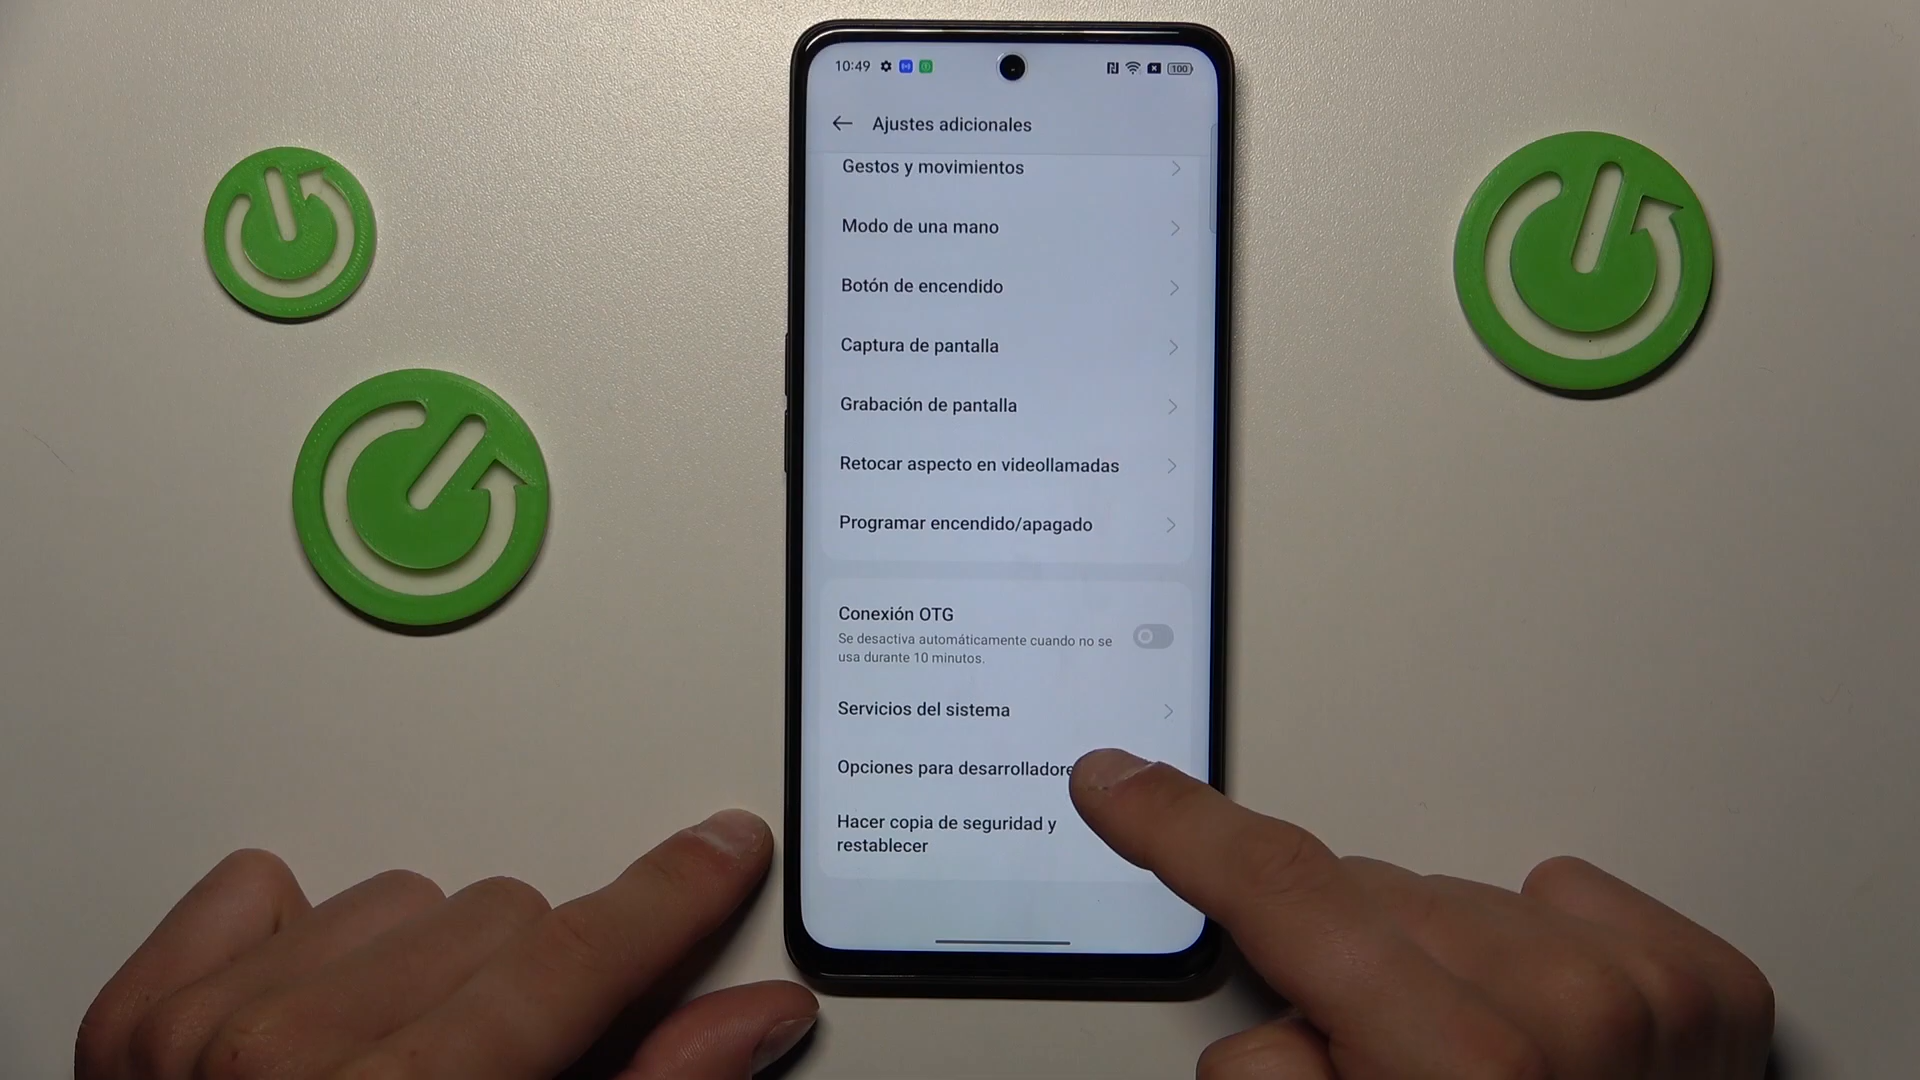 10:49
100
Ajustes adicionales
Gestos y movimientos
Modo de una mano
Botón de encendido
Captura de pantalla
Grabación de pantalla
Retocar aspecto en videollamadas
Programar encendido/apagado
Conexión OTG
Se desactiva automáticamente cuando no se
usa durante 10 minutos.
Servicios del sistema
Opciones para desarrolladore
Hacer copia de seguridad y
restablecer